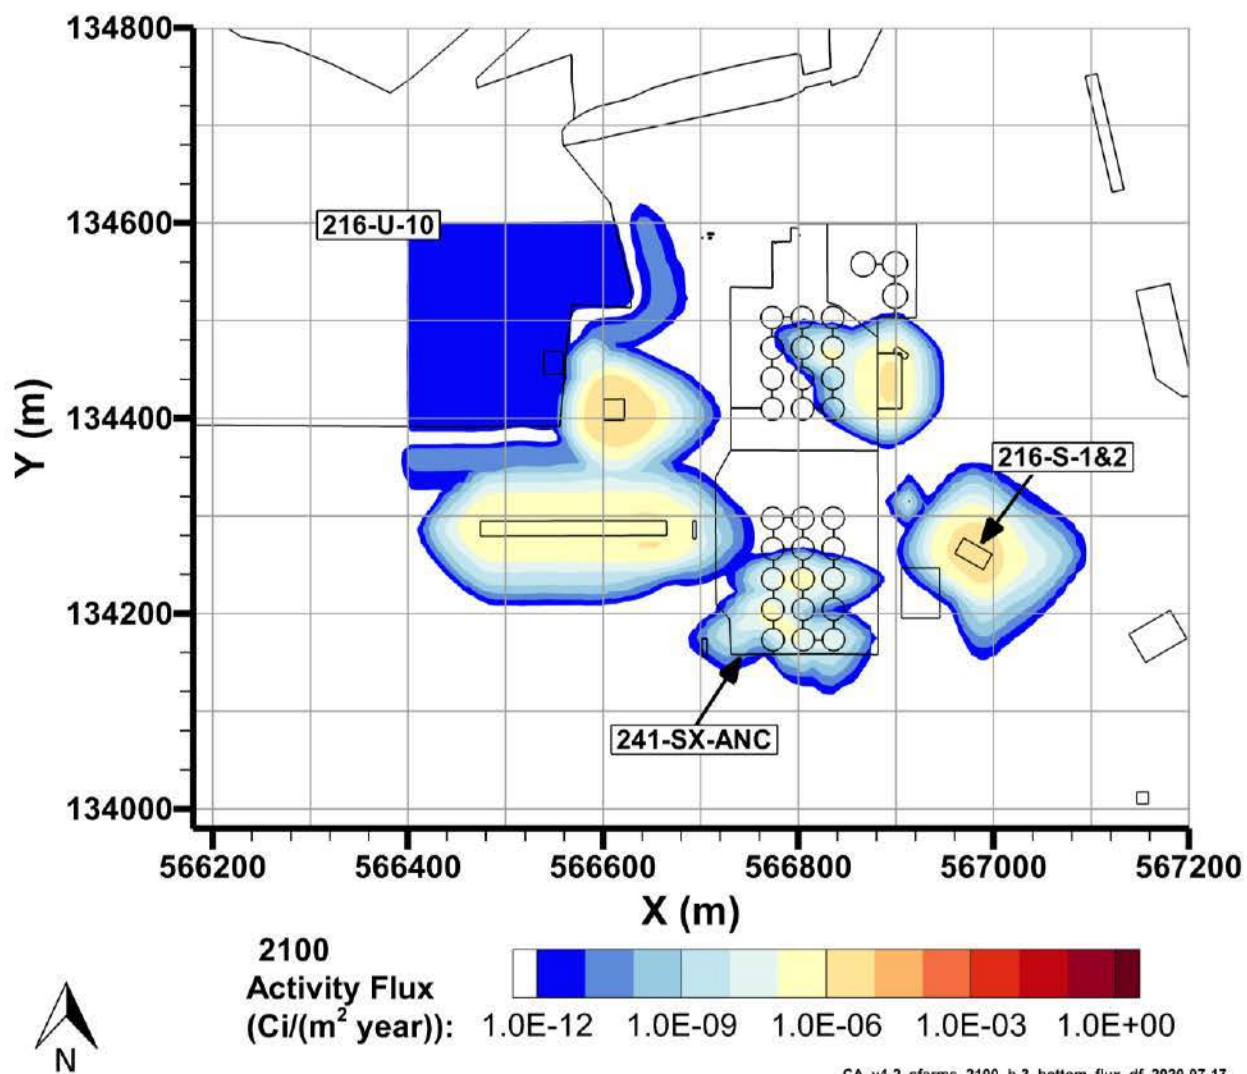 134800
134600
216-U-10
134400
Y (m)
216-S-1&2
134200
241-SX-ANC
134000
566200 566400 566600 566800 567000 567200
X (m)
2100
Activity Flux
(Ci/(m² year)):
1.0E-12 1.0E-09 1.0E-06 1.0E-03 1.0E+00
N